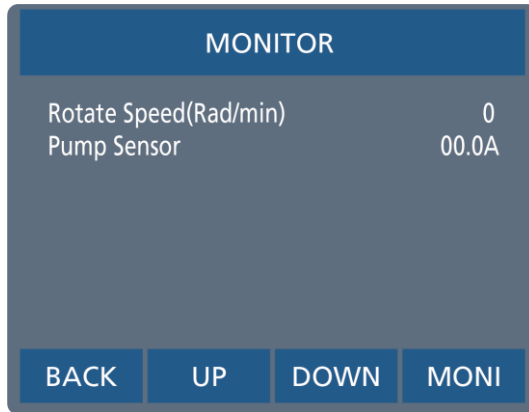 MONITOR
Rotate Speed(Rad/min) 0
Pump Sensor 00.0A
BACK UP DOWN MONI